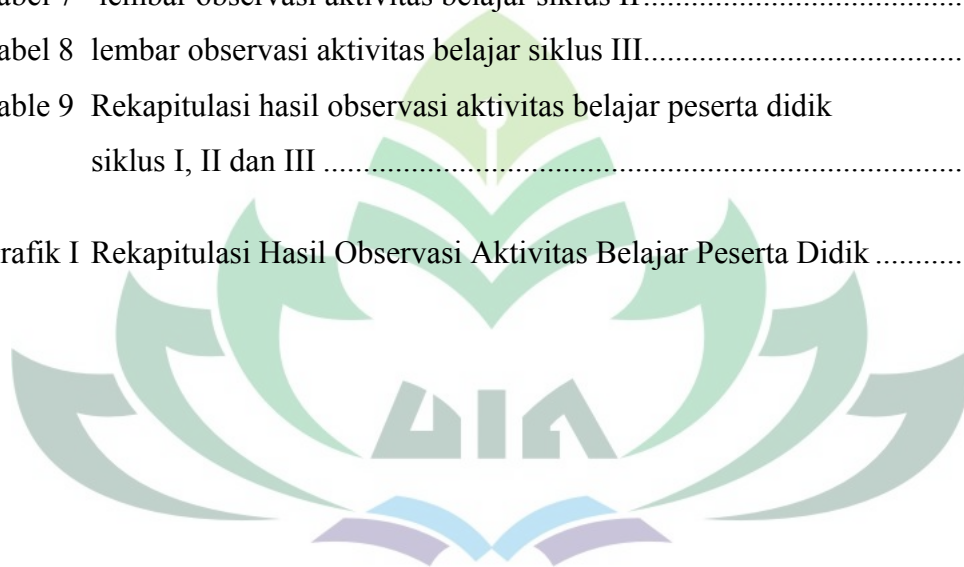 abel 7 lembar observasi aktivitas belajar siklus II..........................................
abel 8 lembar observasi aktivitas belajar siklus III..........................................
able 9 Rekapitulasi hasil observasi aktivitas belajar peserta didik
siklus I, II dan III ..........................................................................
rafik I Rekapitulasi Hasil Observasi Aktivitas Belajar Peserta Didik ...........
UIN